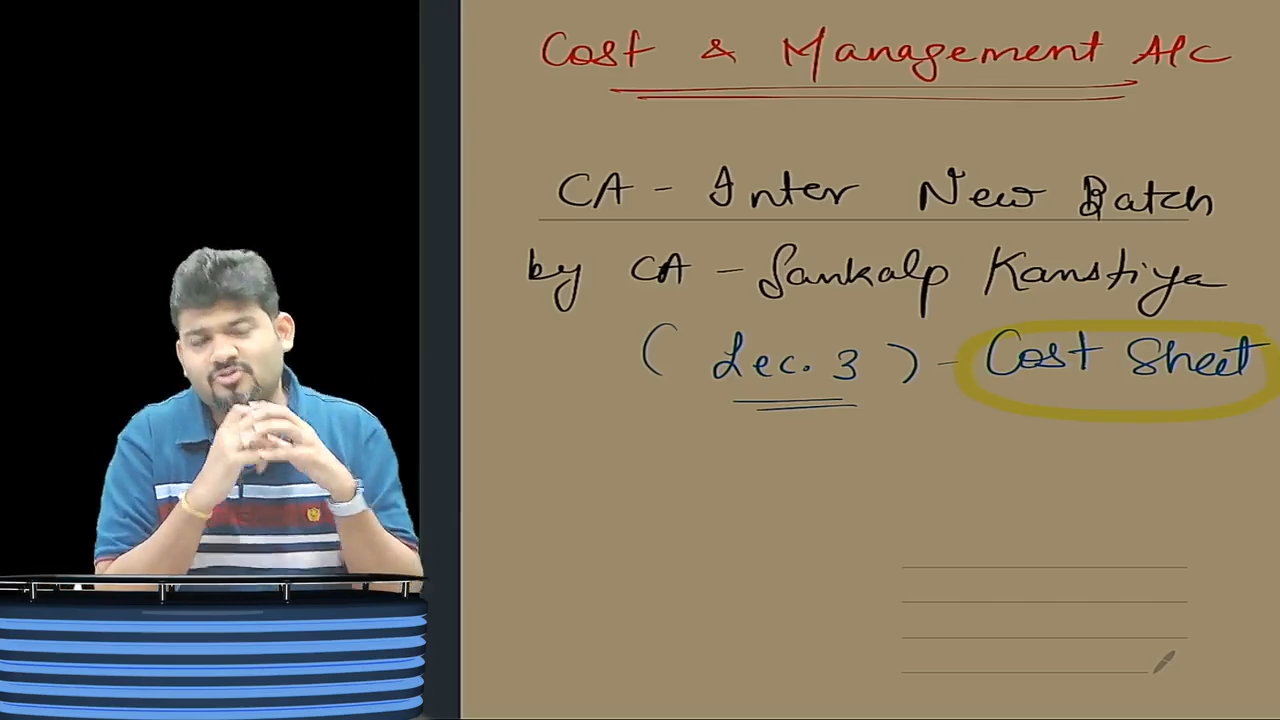 Cost & Management A/c
CA - Inter New Batch
by CA - Sankalp Kanstiya
( Lec. 3 ) - Cost Sheet